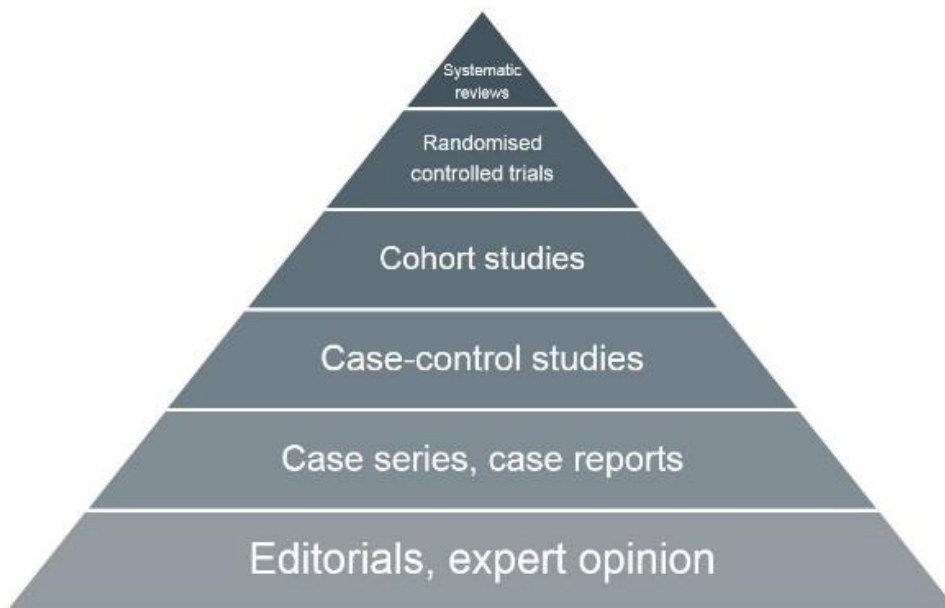 Systematic
reviews
Randomised
controlled trials
Cohort studies
Case-control studies
Case series, case reports
Editorials, expert opinion